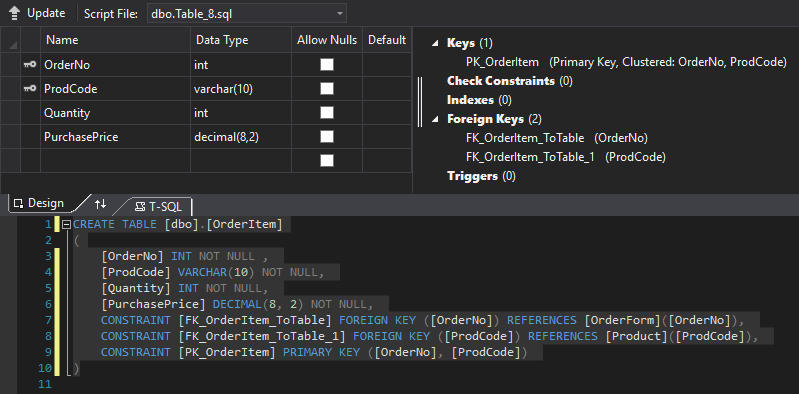 Update Script File: dbo.Table_8.sql
Name Data Type Allow Nulls Default
OrderNo int
ProdCode varchar(10)
Quantity int
PurchasePrice decimal(8,2)
Keys (1)
PK_OrderItem (Primary Key, Clustered: OrderNo, ProdCode)
Check Constraints (0)
Indexes (0)
Foreign Keys (2)
FK_OrderItem_ToTable (OrderNo)
FK_OrderItem_ToTable_1 (ProdCode)
Triggers (0)
Design T-SQL
1 CREATE TABLE [dbo].[OrderItem]
2 (
3 [OrderNo] INT NOT NULL ,
4 [ProdCode] VARCHAR(10) NOT NULL,
5 [Quantity] INT NOT NULL,
6 [PurchasePrice] DECIMAL(8, 2) NOT NULL,
7 CONSTRAINT [FK_OrderItem_ToTable] FOREIGN KEY ([OrderNo]) REFERENCES [OrderForm]([OrderNo]),
8 CONSTRAINT [FK_OrderItem_ToTable_1] FOREIGN KEY ([ProdCode]) REFERENCES [Product]([ProdCode]),
9 CONSTRAINT [PK_OrderItem] PRIMARY KEY ([OrderNo], [ProdCode])
10 )
11